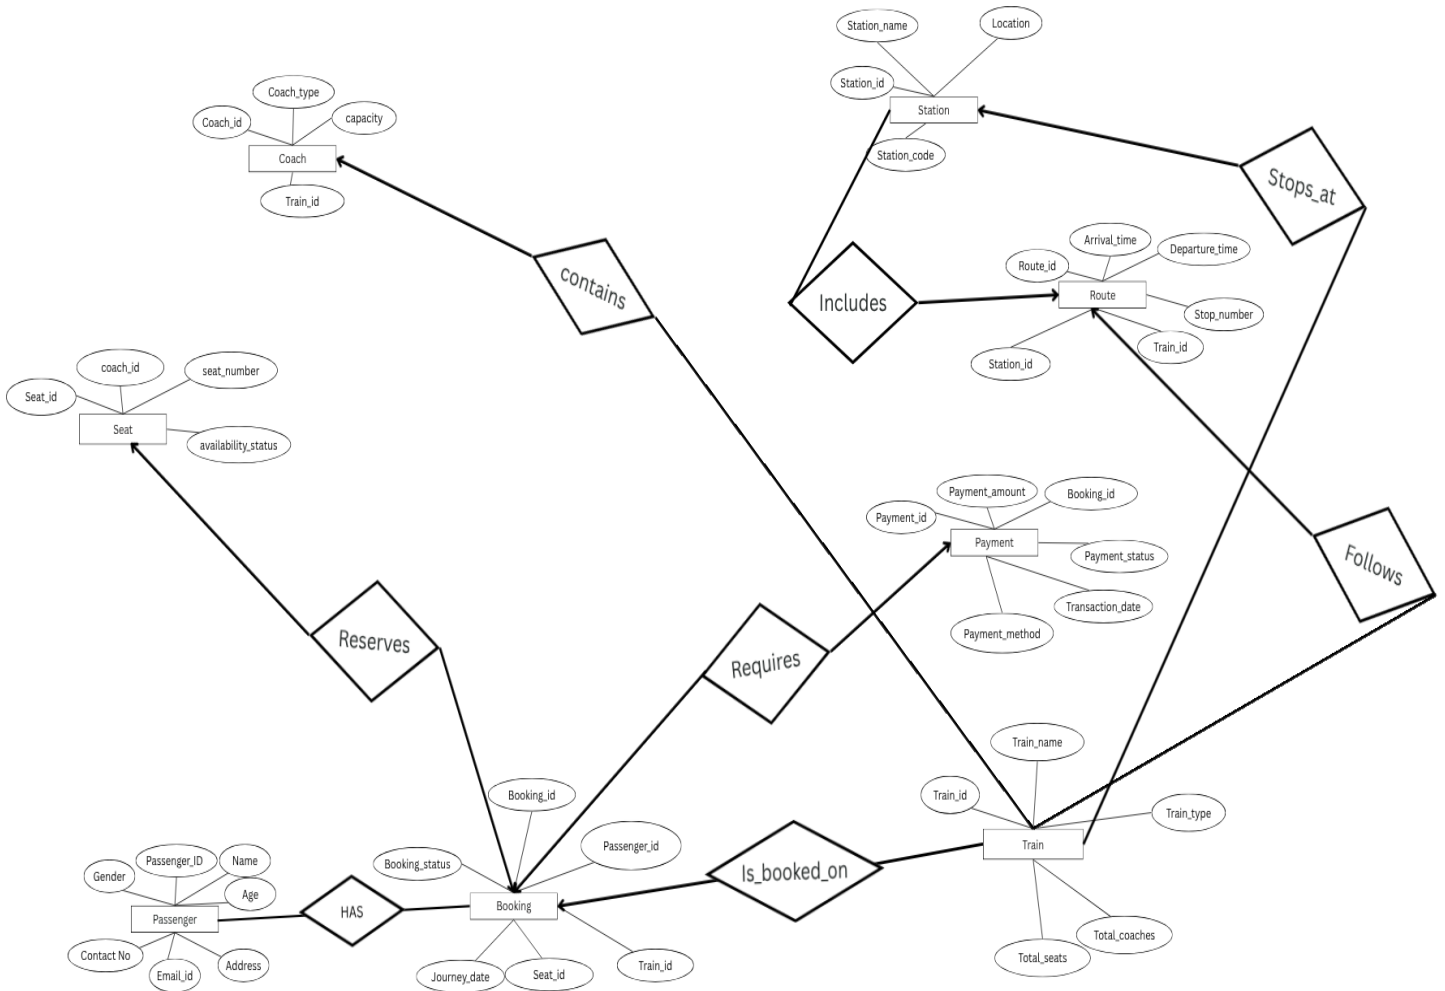 Station_name
Location
Station_id
Station
Station_code
Stops_at
Coach_type
Coach_id
capacity
Coach
Train_id
contains
Includes
Arrival_time
Departure_time
Route_id
Route
Stop_number
Train_id
Station_id
coach_id
seat_number
Seat_id
Seat
availability_status
Payment_amount
Booking_id
Payment_id
Payment
Payment_status
Transaction_date
Payment_method
Follows
Reserves
Requires
Train_name
Train_id
Train_type
Train
Total_coaches
Total_seats
Booking_id
Passenger_id
Booking_status
Booking
Journey_date
Seat_id
Train_id
Is_booked_on
Passenger_ID
Name
Gender
Age
Passenger
HAS
Contact No
Email_id
Address